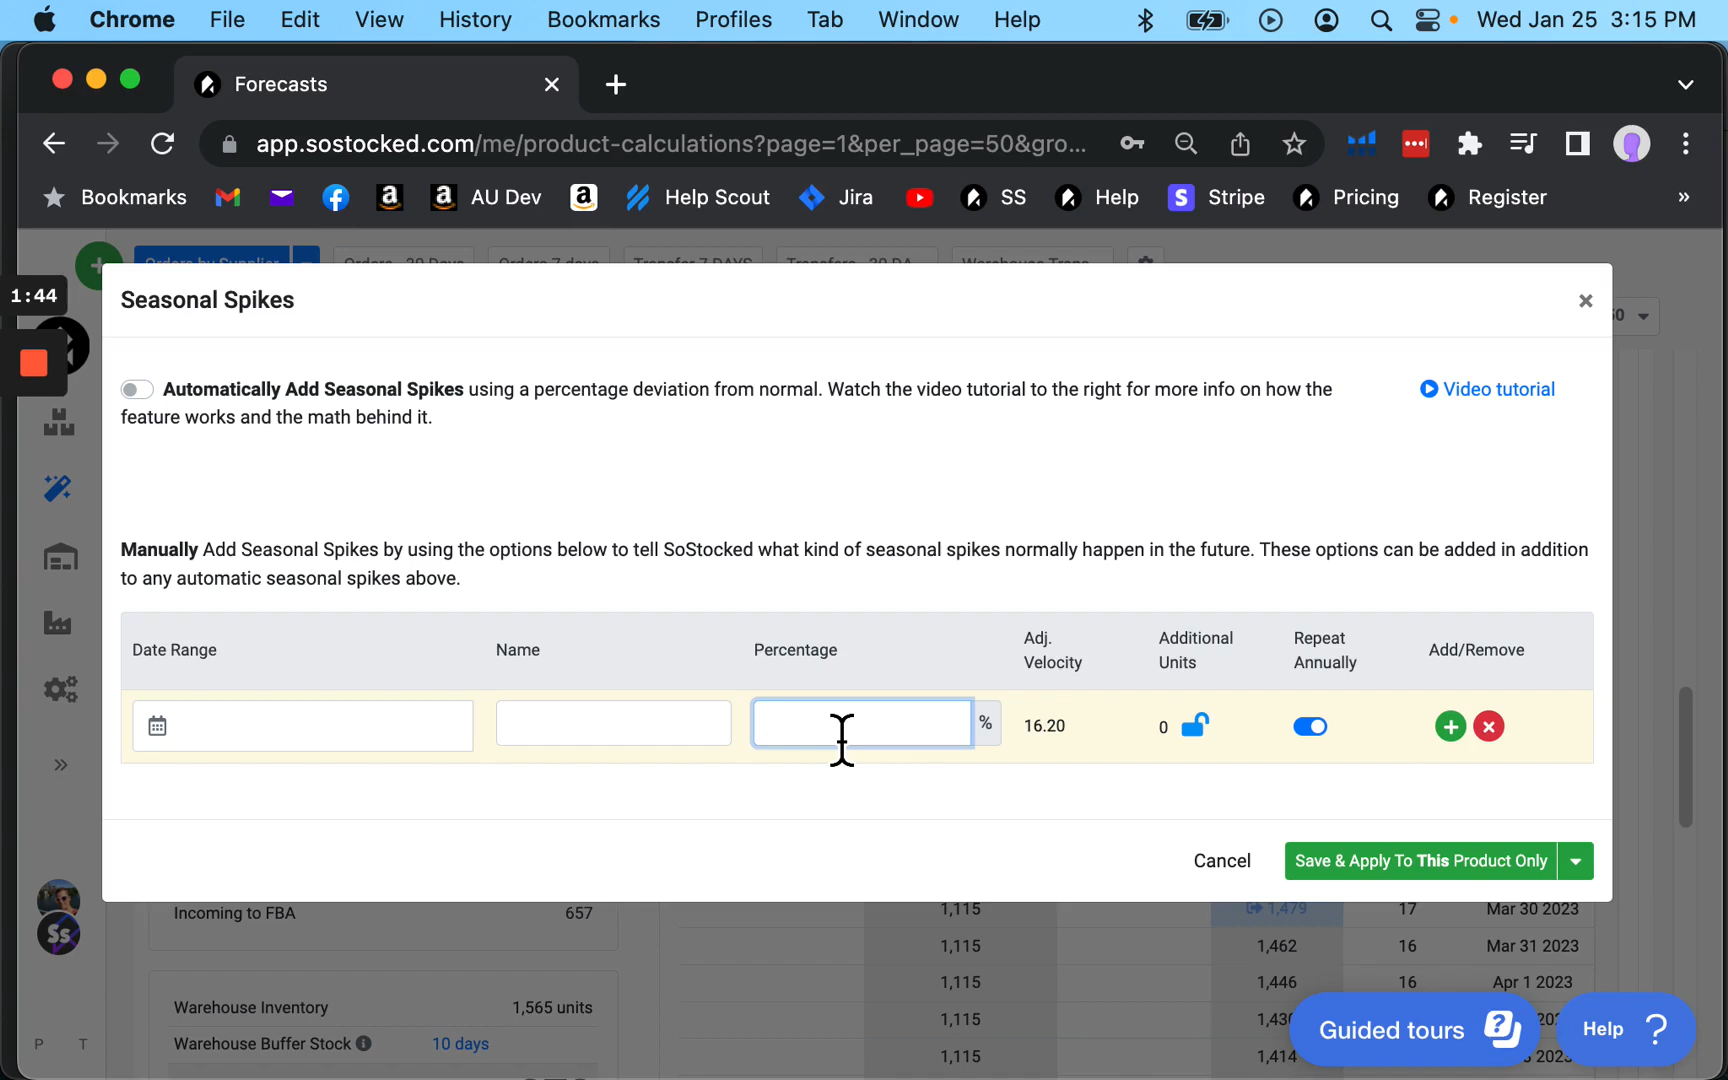 Chrome File Edit View History Bookmarks Profiles Tab Window Help Wed Jan 25 3:15 PM
Forecasts
app.sostocked.com/me/product-calculations?page=1&per_page=50&gro...
Bookmarks AU Dev Help Scout Jira SS Help Stripe Pricing Register »
1:44
Seasonal Spikes
Automatically Add Seasonal Spikes using a percentage deviation from normal. Watch the video tutorial to the right for more info on how the
feature works and the math behind it.
Video tutorial
Manually Add Seasonal Spikes by using the options below to tell SoStocked what kind of seasonal spikes normally happen in the future. These options can be added in addition
to any automatic seasonal spikes above.
Date Range Name Percentage Adj. Velocity Additional Units Repeat Annually Add/Remove
% 16.20 0
Cancel Save & Apply To This Product Only
Incoming to FBA 657
1,115 1,479 17 Mar 30 2023
1,115 1,462 16 Mar 31 2023
1,115 1,446 16 Apr 1 2023
1,115
1,115 1,414
Warehouse Inventory 1,565 units
Warehouse Buffer Stock 10 days
Ss
P T
Guided tours
Help ?